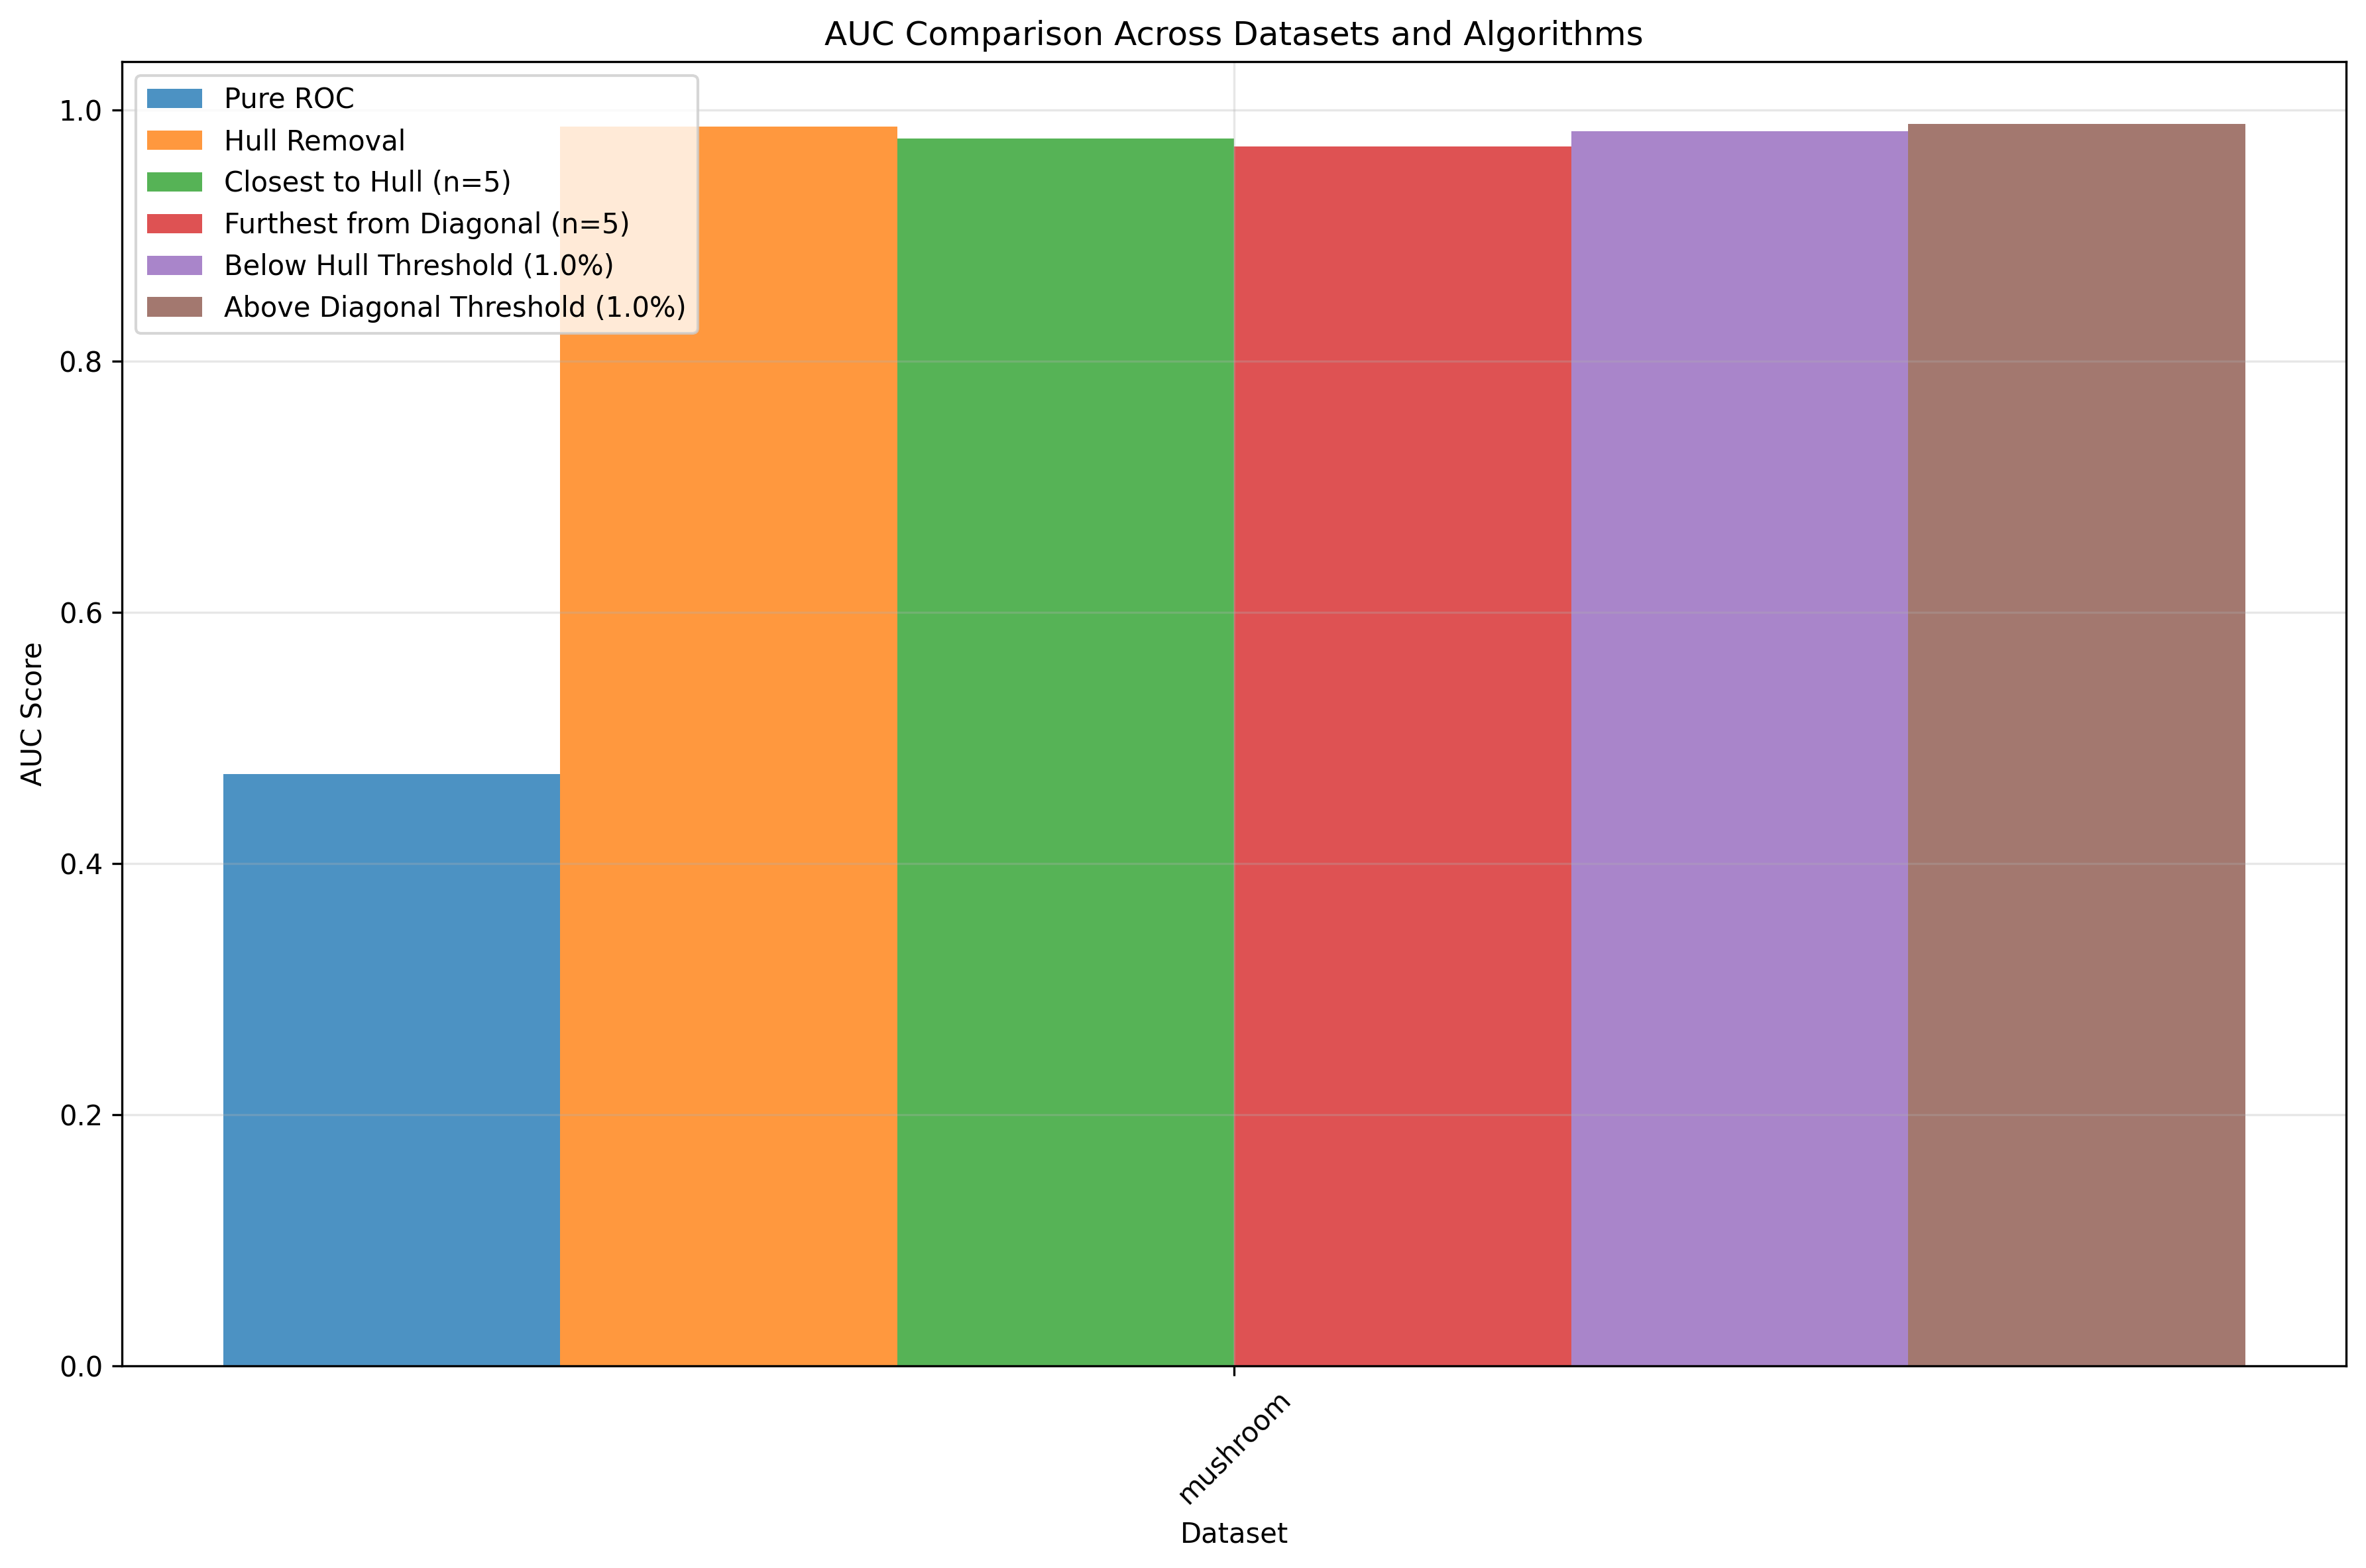 AUC Comparison Across Datasets and Algorithms
Pure ROC
Hull Removal
Closest to Hull (n=5)
Furthest from Diagonal (n=5)
Below Hull Threshold (1.0%)
Above Diagonal Threshold (1.0%)
1.0
0.8
0.6
0.4
0.2
0.0
AUC Score
mushroom
Dataset